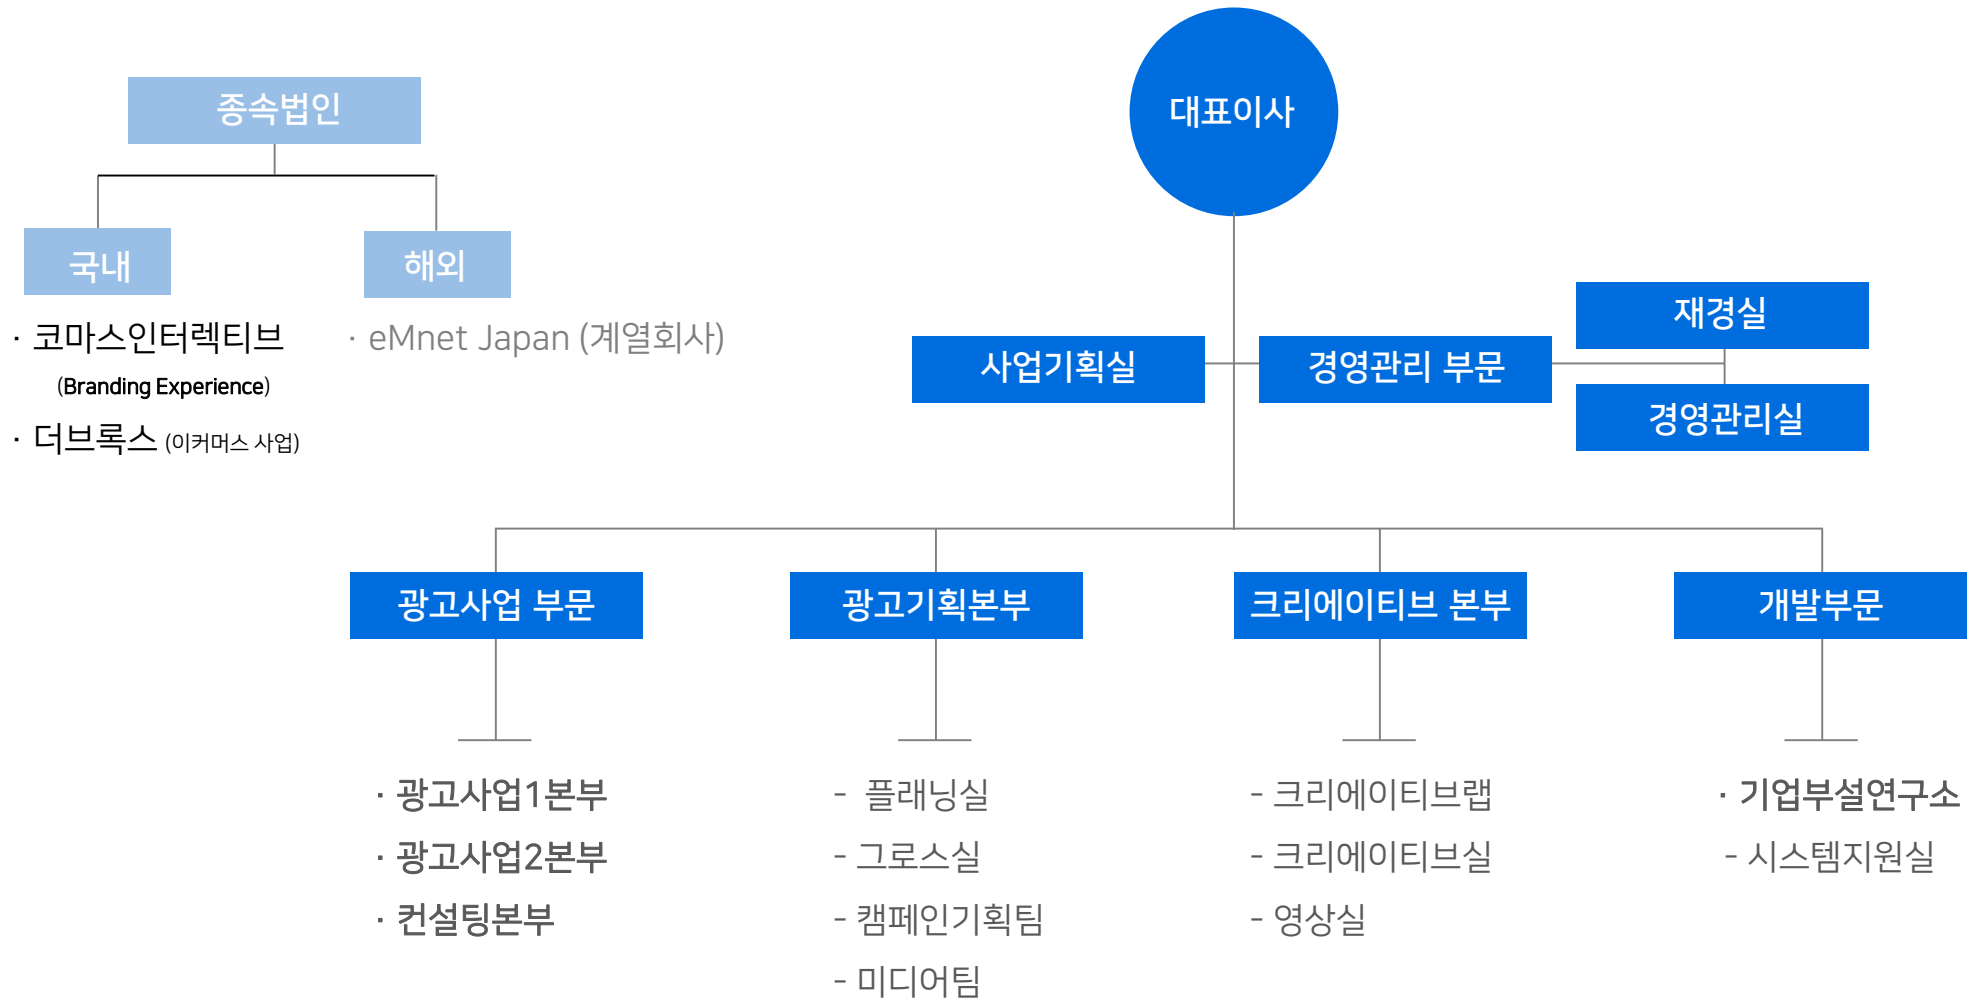 대표이사
종속법인
국내
해외
· 코마스인터렉티브
(Branding Experience)
· 더브록스 (이커머스 사업)
· eMnet Japan (계열회사)
사업기획실
경영관리 부문
재경실
경영관리실
광고사업 부문
· 광고사업1본부
· 광고사업2본부
· 컨설팅본부
광고기획본부
- 플래닝실
- 그로스실
- 캠페인기획팀
- 미디어팀
크리에이티브 본부
- 크리에이티브랩
- 크리에이티브실
- 영상실
개발부문
· 기업부설연구소
- 시스템지원실